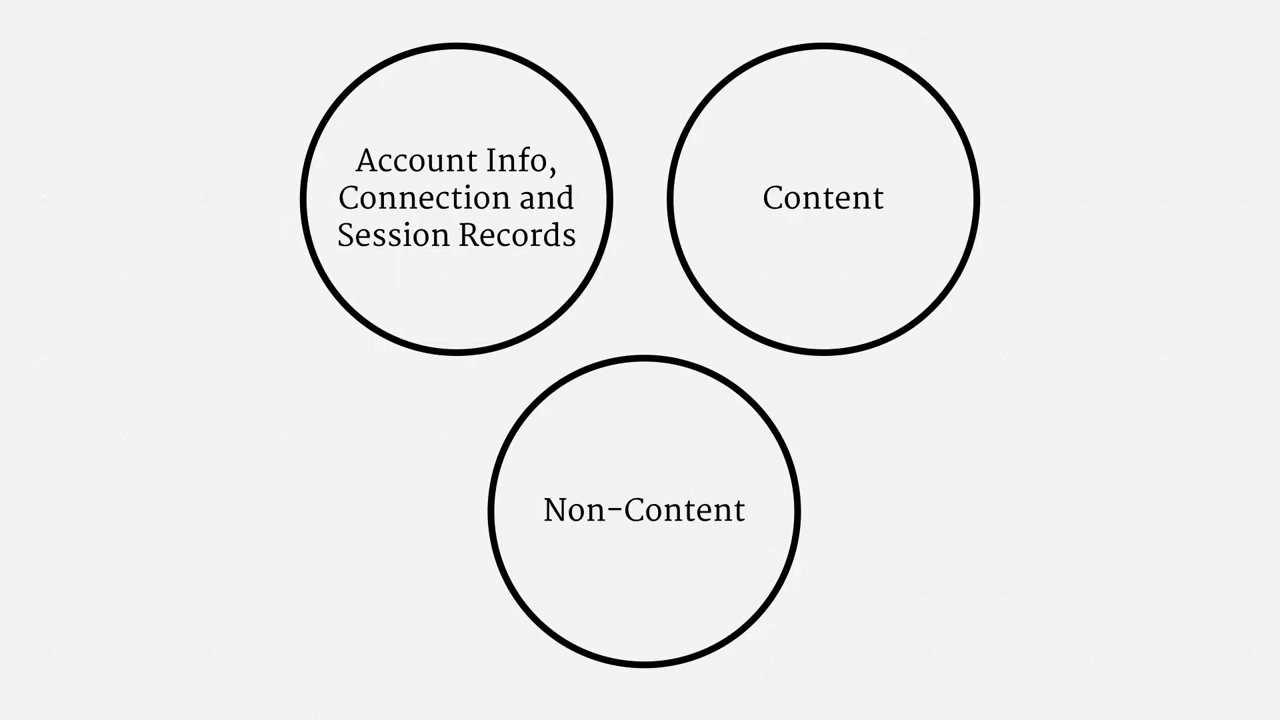 Account Info,
Connection and
Session Records
Content
Non-Content